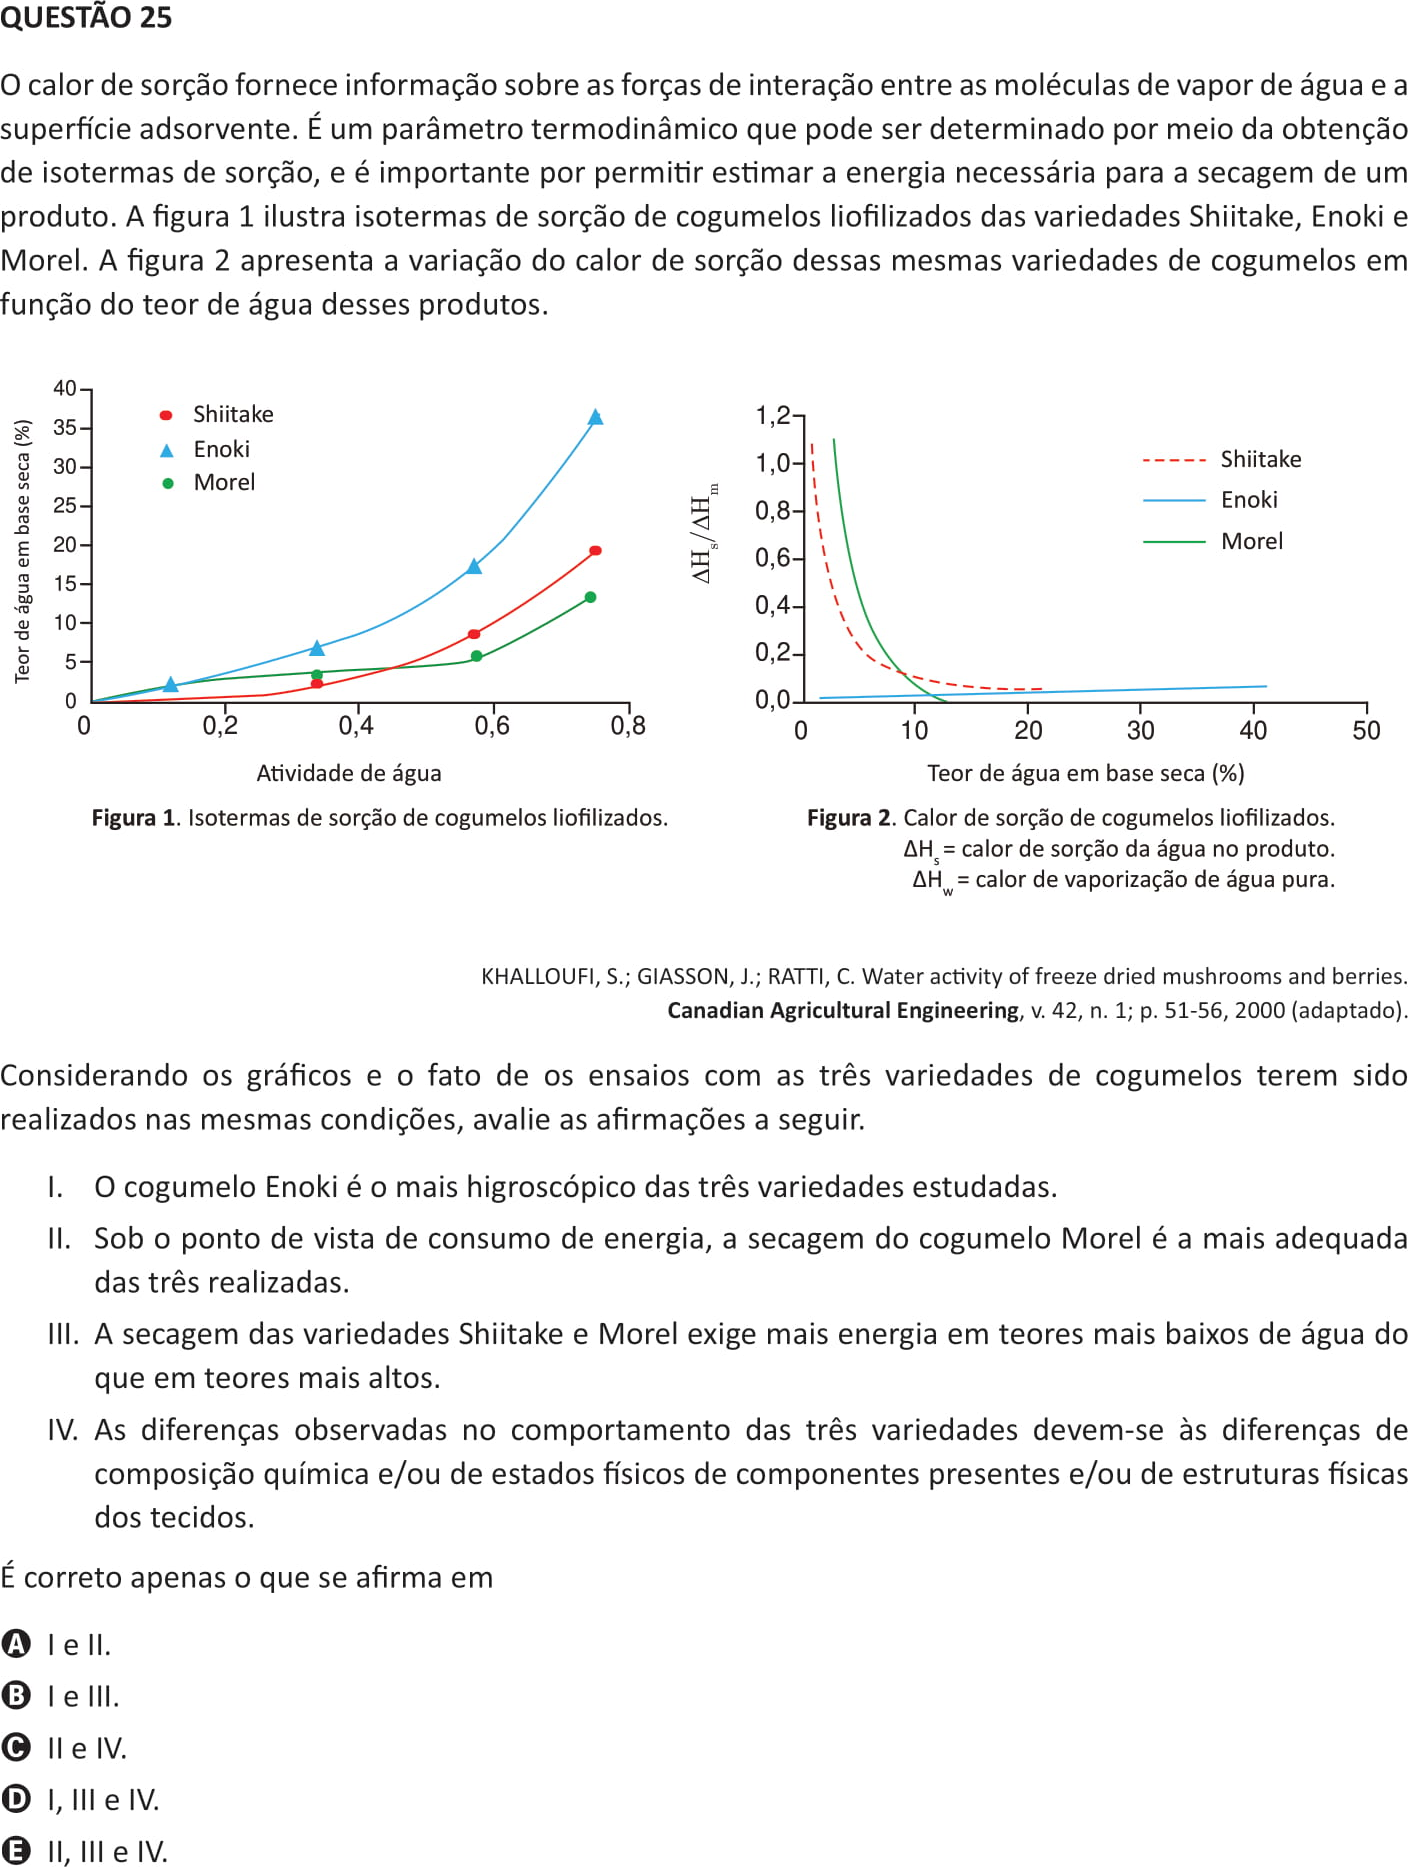 QUESTÃO 25
O calor de sorção fornece informação sobre as forças de interação entre as moléculas de vapor de água e a
superfície adsorvente. É um parâmetro termodinâmico que pode ser determinado por meio da obtenção
de isotermas de sorção, e é importante por permitir estimar a energia necessária para a secagem de um
produto. A figura 1 ilustra isotermas de sorção de cogumelos liofilizados das variedades Shiitake, Enoki e
Morel. A figura 2 apresenta a variação do calor de sorção dessas mesmas variedades de cogumelos em
função do teor de água desses produtos.
Teor de água em base seca (%)
40
35
30
25
20
15
10
5
0
Shiitake
Enoki
Morel
0 0,2 0,4 0,6 0,8
Atividade de água
Figura 1. Isotermas de sorção de cogumelos liofilizados.
ΔHs/ΔHm
1,2
1,0
0,8
0,6
0,4
0,2
0,0
Shiitake
Enoki
Morel
0 10 20 30 40 50
Teor de água em base seca (%)
Figura 2. Calor de sorção de cogumelos liofilizados.
ΔHs = calor de sorção da água no produto.
ΔHw = calor de vaporização de água pura.
KHALLOUFI, S.; GIASSON, J.; RATTI, C. Water activity of freeze dried mushrooms and berries.
Canadian Agricultural Engineering, v. 42, n. 1; p. 51-56, 2000 (adaptado).
Considerando os gráficos e o fato de os ensaios com as três variedades de cogumelos terem sido
realizados nas mesmas condições, avalie as afirmações a seguir.
I. O cogumelo Enoki é o mais higroscópico das três variedades estudadas.
II. Sob o ponto de vista de consumo de energia, a secagem do cogumelo Morel é a mais adequada
das três realizadas.
III. A secagem das variedades Shiitake e Morel exige mais energia em teores mais baixos de água do
que em teores mais altos.
IV. As diferenças observadas no comportamento das três variedades devem-se às diferenças de
composição química e/ou de estados físicos de componentes presentes e/ou de estruturas físicas
dos tecidos.
É correto apenas o que se afirma em
A I e II.
B I e III.
C II e IV.
D I, III e IV.
E II, III e IV.